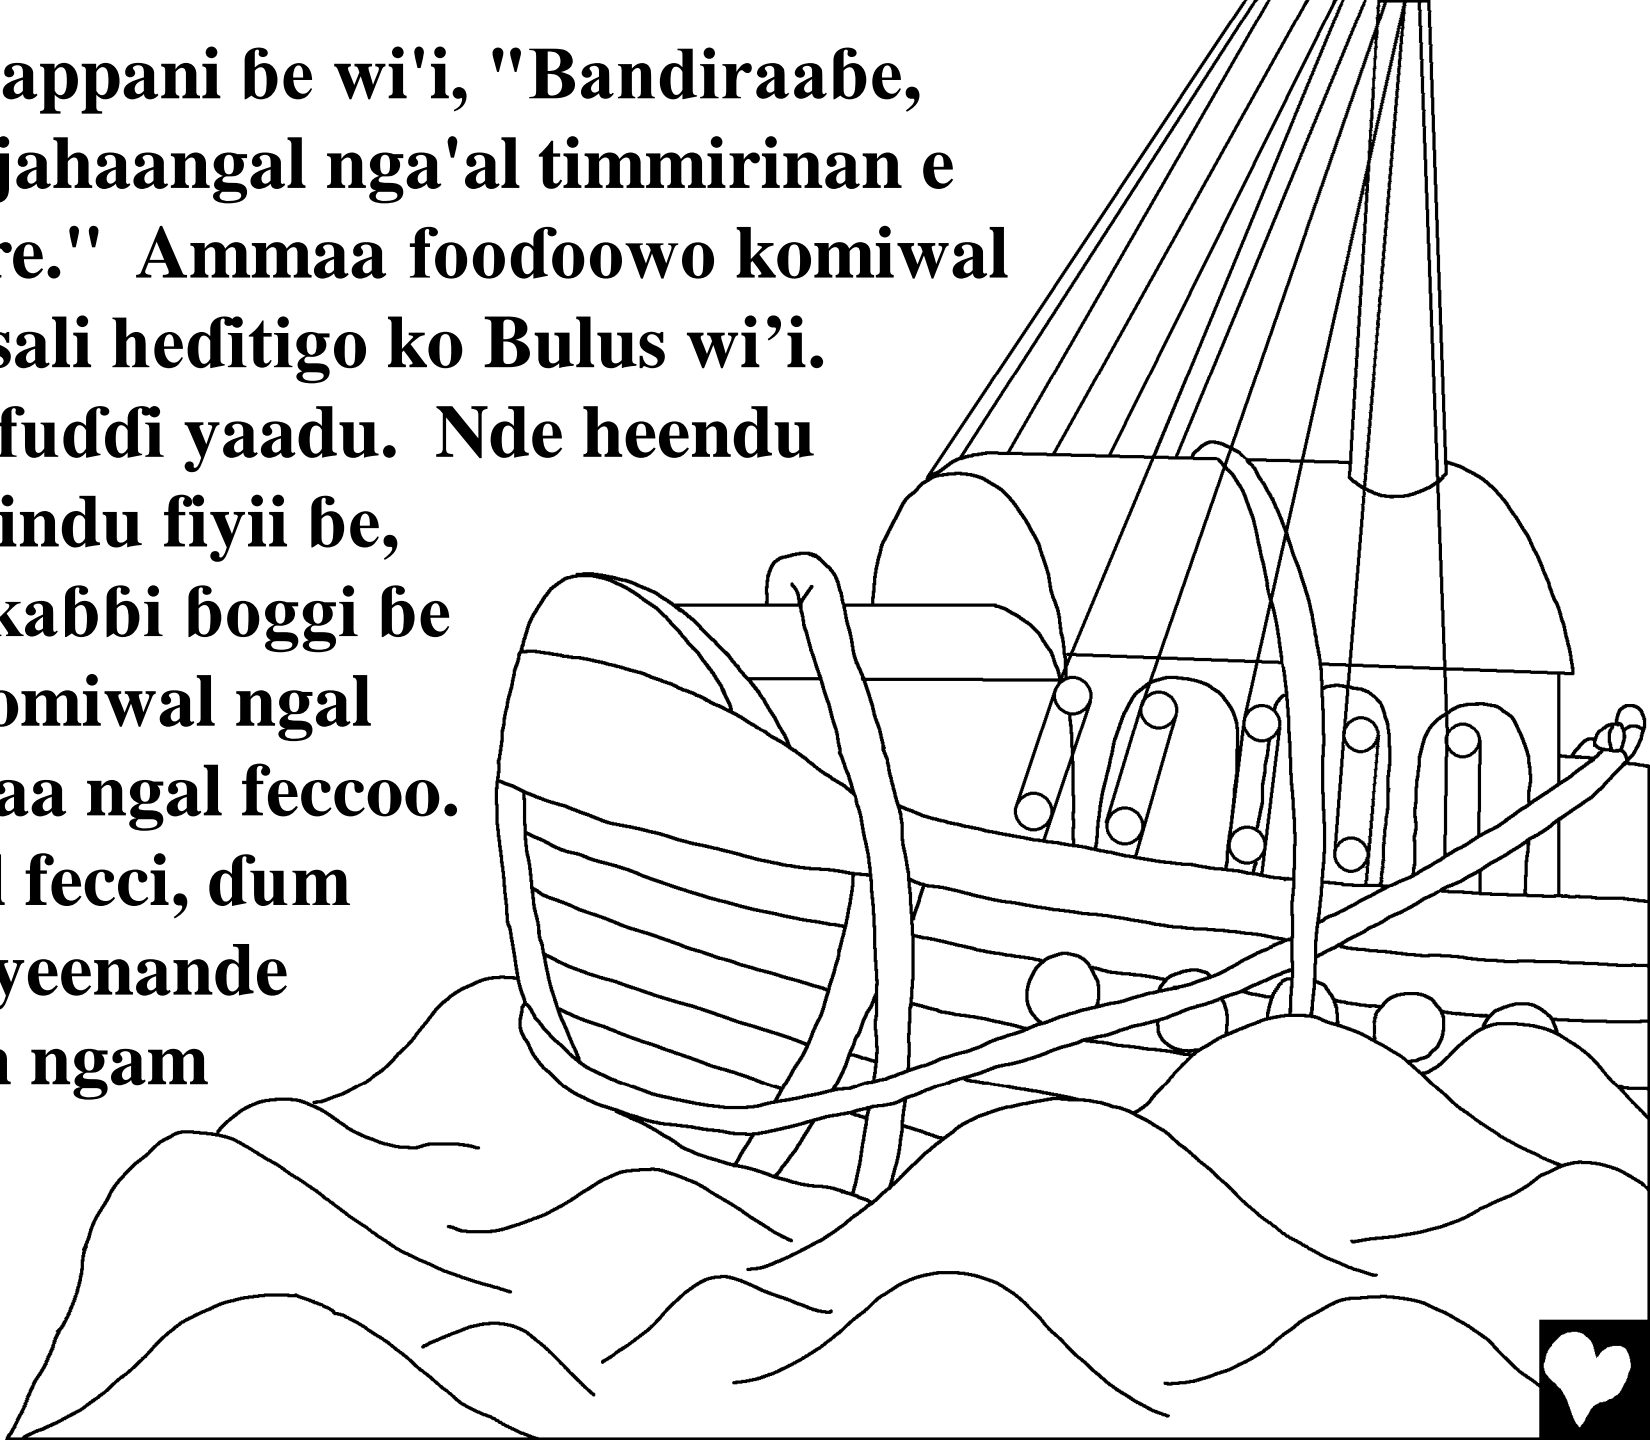 appani ɓe wi'i, "Bandiraaɓe,
jahaangal nga'al timmirinan e
re."  Ammaa fooɗoowo komiwal
sali heɗitigo ko Bulus wi’i.
fuɗɗi yaadu.  Nde heendu
indu fiyii ɓe,
kaɓɓi ɓoggi ɓe
omiwal ngal
aa ngal feccoo.
fecci, ɗum
yeenande
ngam